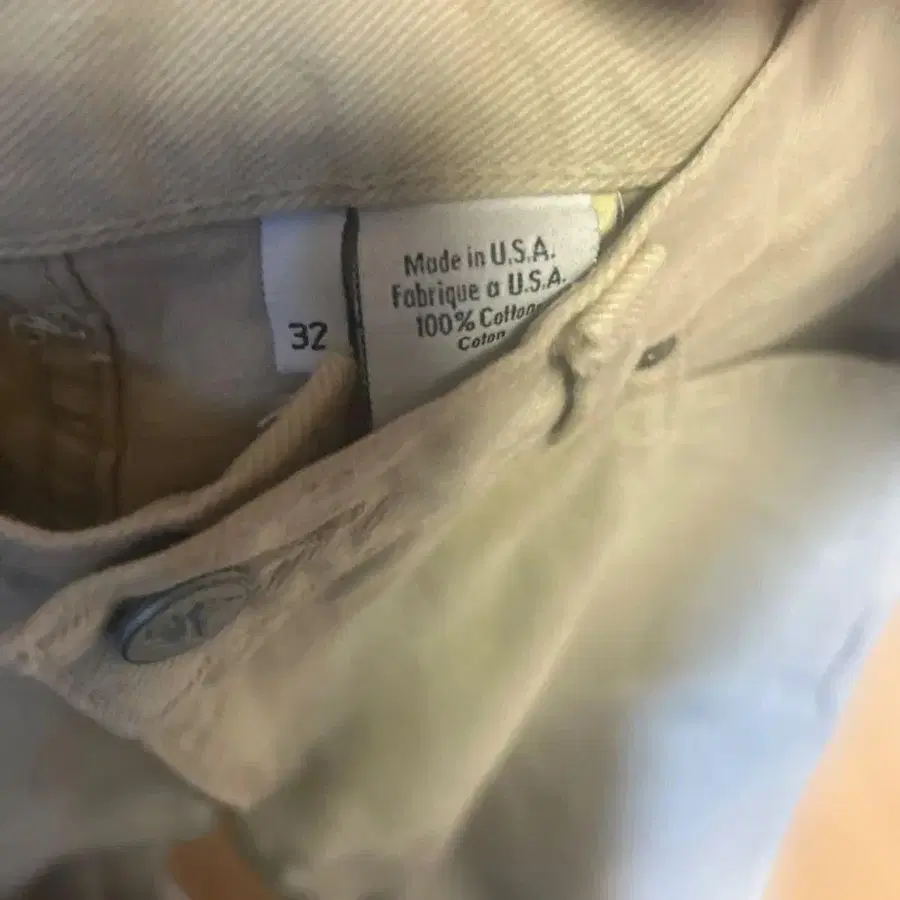 32
Made in U.S.A.
Fabrique a U.S.A.
100% Cotton
Coton